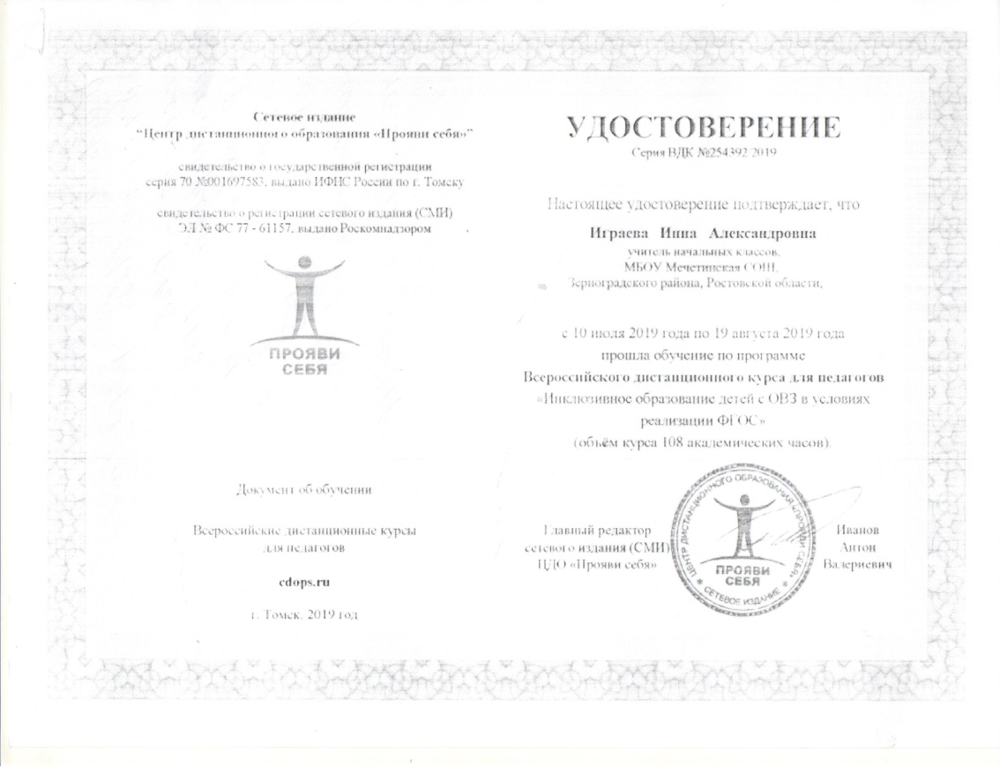 Сетевое издание
“Центр дистанционного образования «Прояви себя»”
свидетельство о государственной регистрации
серия 70 №001697583, выдано ИФНС России по г. Томску
свидетельство о регистрации сетевого издания (СМИ)
ЭЛ № ФС 77 - 61157, выдано Роскомнадзором
ПРОЯВИ
СЕБЯ
Документ об обучении
Всероссийские дистанционные курсы
для педагогов
cdops.ru
г. Томск, 2019 год
УДОСТОВЕРЕНИЕ
Серия ВДК №254392 2019
Настоящее удостоверение подтверждает, что
Играева Инна Александровна
учитель начальных классов,
МБОУ Мечетинская СОШ,
Зерноградского района, Ростовской области,
с 10 июля 2019 года по 19 августа 2019 года
прошла обучение по программе
Всероссийского дистанционного курса для педагогов
«Инклюзивное образование детей с ОВЗ в условиях
реализации ФГОС»
(объём курса 108 академических часов).
Главный редактор
сетевого издания (СМИ)
ЦДО «Прояви себя»
ЦЕНТР ДИСТАНЦИОННОГО ОБРАЗОВАНИЯ «ПРОЯВИ СЕБЯ»
ПРОЯВИ
СЕБЯ
* СЕТЕВОЕ ИЗДАНИЕ *
Иванов
Антон
Валериевич